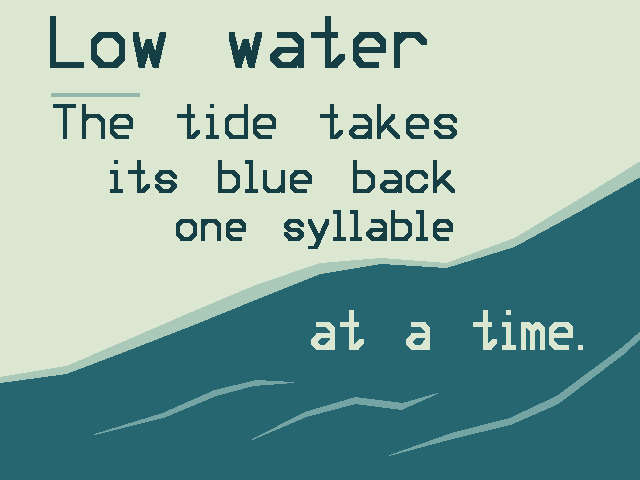 Low water
The tide takes
its blue back
one syllable
at a time.